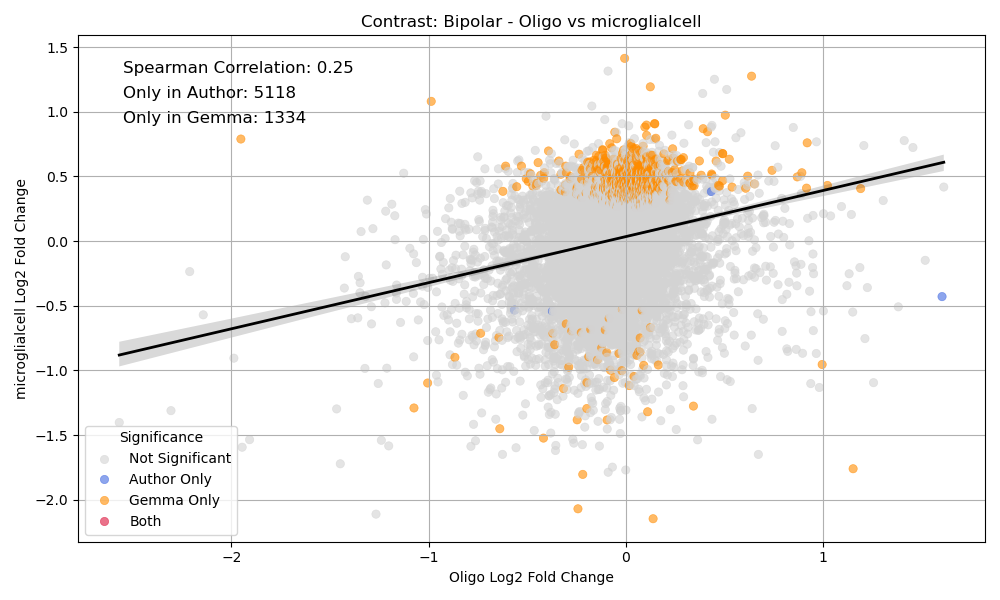 Contrast: Bipolar - Oligo vs microglialcell
Spearman Correlation: 0.25
Only in Author: 5118
Only in Gemma: 1334
1.5
1.0
0.5
0.0
−0.5
−1.0
−1.5
−2.0
microglialcell Log2 Fold Change
Significance
Not Significant
Author Only
Gemma Only
Both
−2
−1
0
1
Oligo Log2 Fold Change